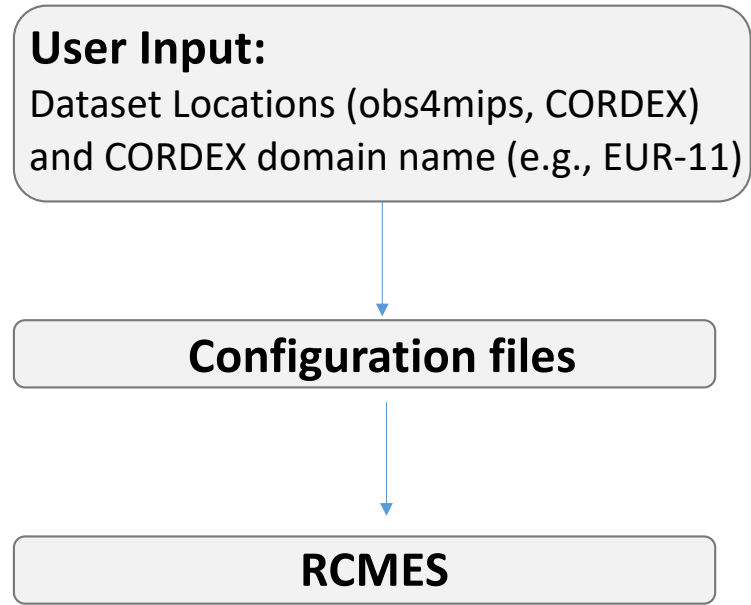 User Input:
Dataset Locations (obs4mips, CORDEX)
and CORDEX domain name (e.g., EUR-11)
Configuration files
RCMES